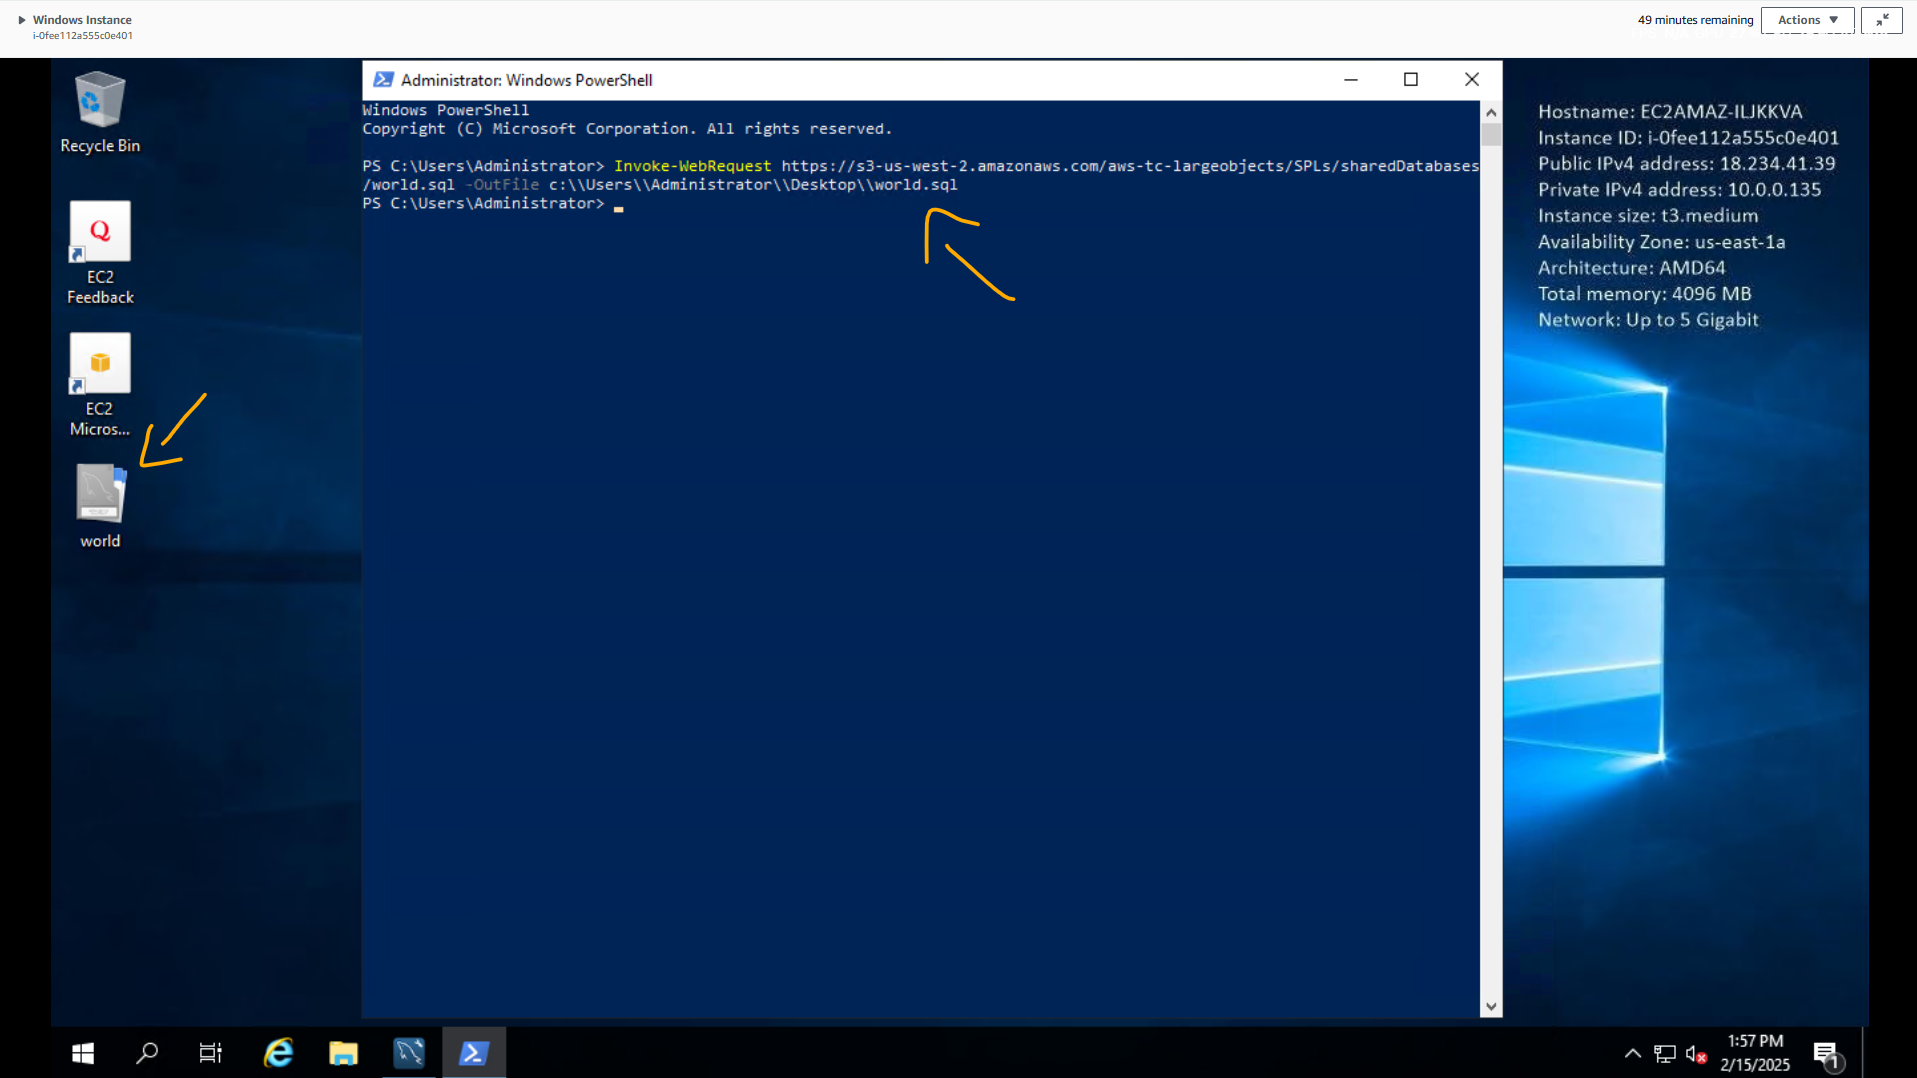 Windows Instance
i-0fee112a555c0e401
49 minutes remaining
Actions
Recycle Bin
Q
EC2
Feedback
EC2
Micros...
world
Administrator: Windows PowerShell
Windows PowerShell
Copyright (C) Microsoft Corporation. All rights reserved.
PS C:\Users\Administrator> Invoke-WebRequest https://s3-us-west-2.amazonaws.com/aws-tc-largeobjects/SPLs/sharedDatabases
/world.sql -OutFile c:\\Users\\Administrator\\Desktop\\world.sql
PS C:\Users\Administrator>
Hostname: EC2AMAZ-ILJKKVA
Instance ID: i-0fee112a555c0e401
Public IPv4 address: 18.234.41.39
Private IPv4 address: 10.0.0.135
Instance size: t3.medium
Availability Zone: us-east-1a
Architecture: AMD64
Total memory: 4096 MB
Network: Up to 5 Gigabit
1:57 PM
2/15/2025
1